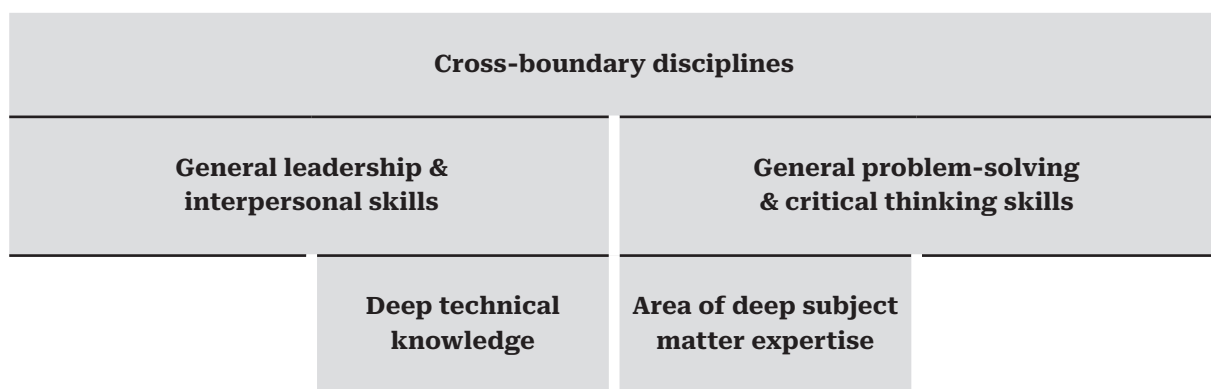 Cross-boundary disciplines
General leadership &
interpersonal skills
General problem-solving
& critical thinking skills
Deep technical
knowledge
Area of deep subject
matter expertise